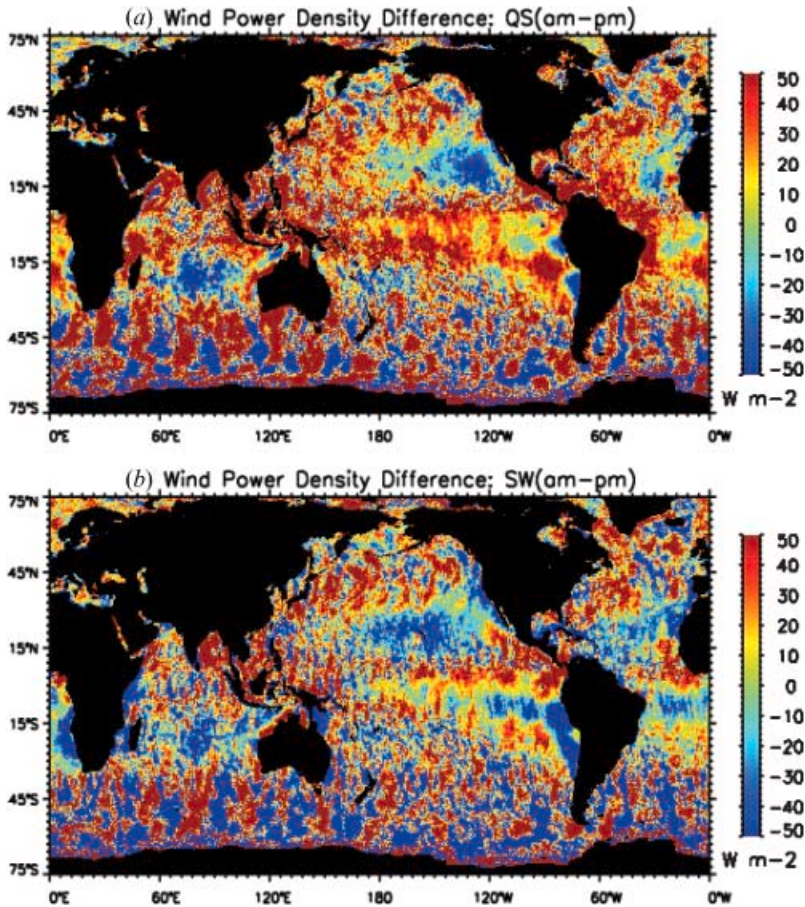 (a) Wind Power Density Difference: QS(am-pm)
75°N
45°N
15°N
15°S
45°S
75°S
0°E 60°E 120°E 180 120°W 60°W 0°W
50
40
30
20
10
0
-10
-20
-30
-40
-50
W m-2
(b) Wind Power Density Difference: SW(am-pm)
75°N
45°N
15°N
15°S
45°S
75°S
0°E 60°E 120°E 180 120°W 60°W 0°W
50
40
30
20
10
0
-10
-20
-30
-40
-50
W m-2